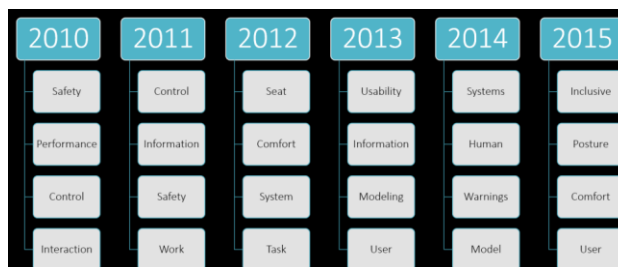 2010 2011 2012 2013 2014 2015
Safety Control Seat Usability Systems Inclusive
Performance Information Comfort Information Human Posture
Control Safety System Modeling Warnings Comfort
Interaction Work Task User Model User